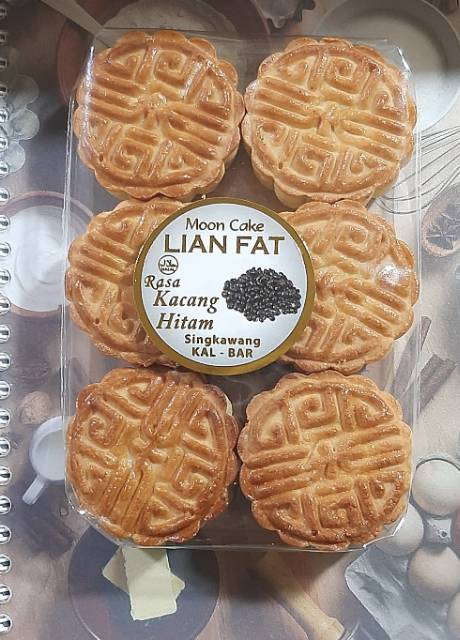 Moon Cake
LIAN FAT
Rasa
Kacang
Hitam
Singkawang
KAL - BAR